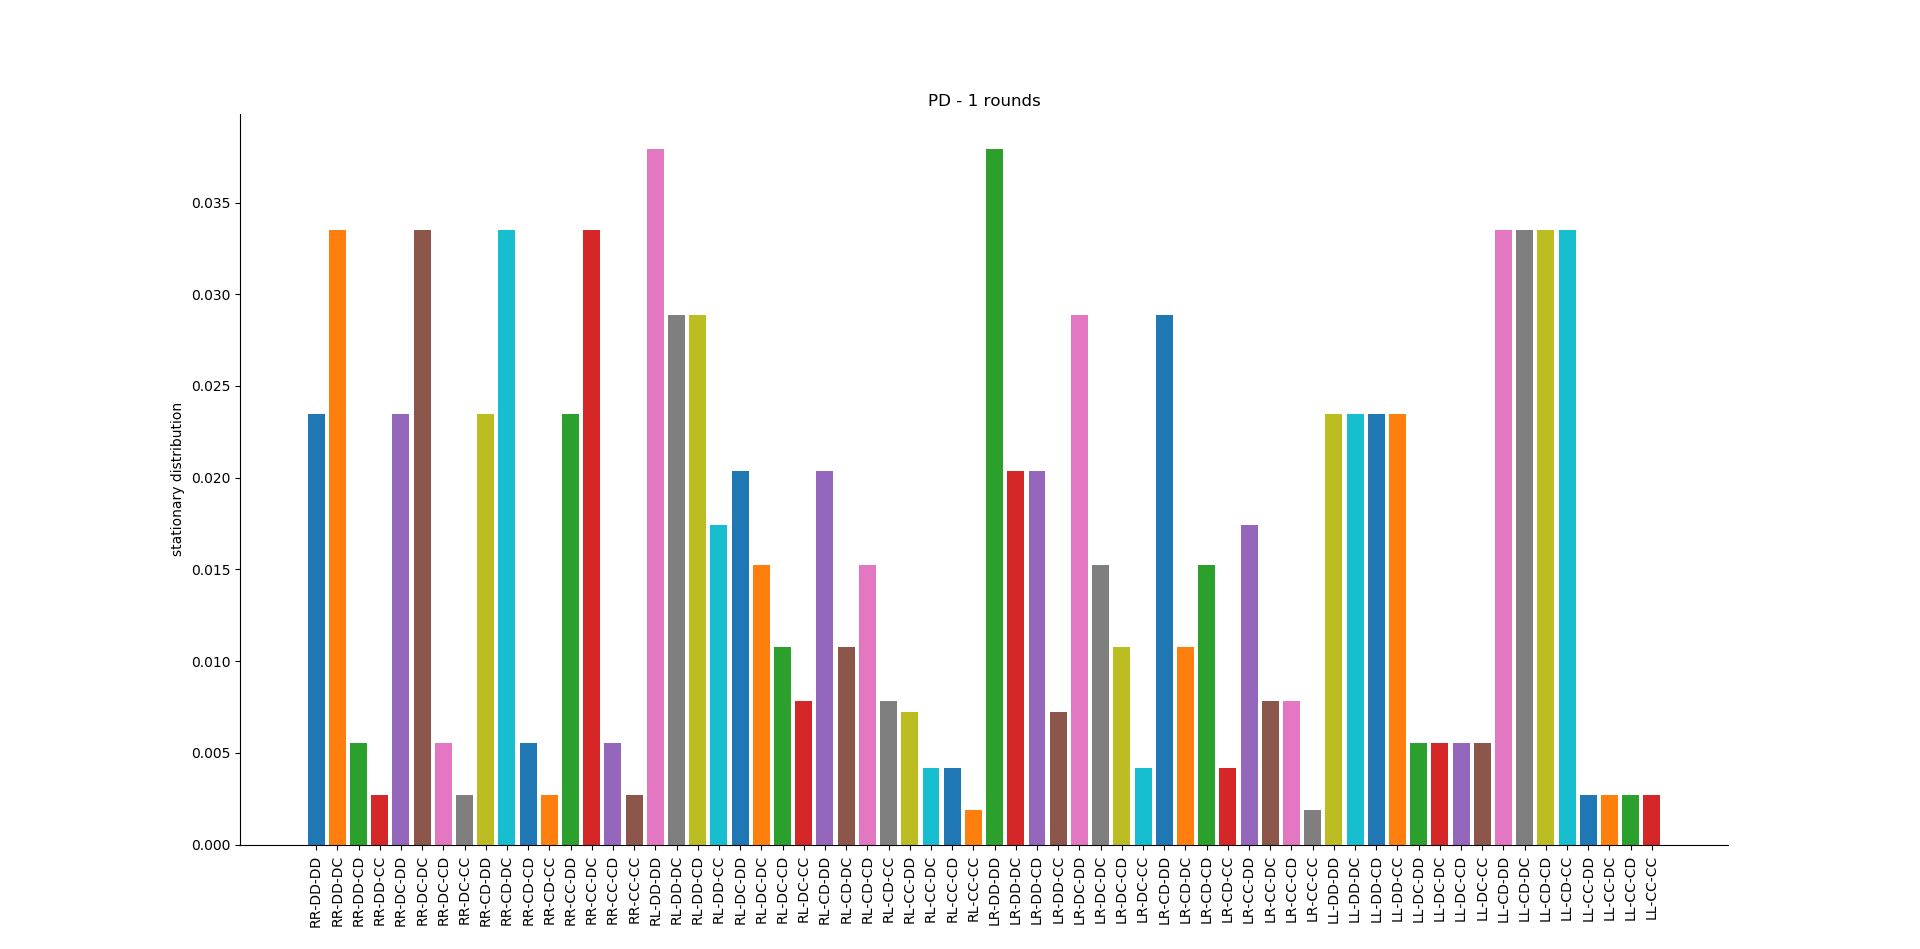 PD - 1 rounds
stationary distribution
0.035
0.030
0.025
0.020
0.015
0.010
0.005
0.000
RR-DD-DD
RR-DD-DC
RR-DD-CD
RR-DD-CC
RR-DC-DD
RR-DC-DC
RR-DC-CD
RR-DC-CC
RR-CD-DD
RR-CD-DC
RR-CD-CD
RR-CD-CC
RR-CC-DD
RR-CC-DC
RR-CC-CD
RR-CC-CC
RL-DD-DD
RL-DD-DC
RL-DD-CD
RL-DD-CC
RL-DC-DD
RL-DC-DC
RL-DC-CD
RL-DC-CC
RL-CD-DD
RL-CD-DC
RL-CD-CD
RL-CD-CC
RL-CC-DD
RL-CC-DC
RL-CC-CD
RL-CC-CC
LR-DD-DD
LR-DD-DC
LR-DD-CD
LR-DD-CC
LR-DC-DD
LR-DC-DC
LR-DC-CD
LR-DC-CC
LR-CD-DD
LR-CD-DC
LR-CD-CD
LR-CD-CC
LR-CC-DD
LR-CC-DC
LR-CC-CD
LR-CC-CC
LL-DD-DD
LL-DD-DC
LL-DD-CD
LL-DD-CC
LL-DC-DD
LL-DC-DC
LL-DC-CD
LL-DC-CC
LL-CD-DD
LL-CD-DC
LL-CD-CD
LL-CD-CC
LL-CC-DD
LL-CC-DC
LL-CC-CD
LL-CC-CC